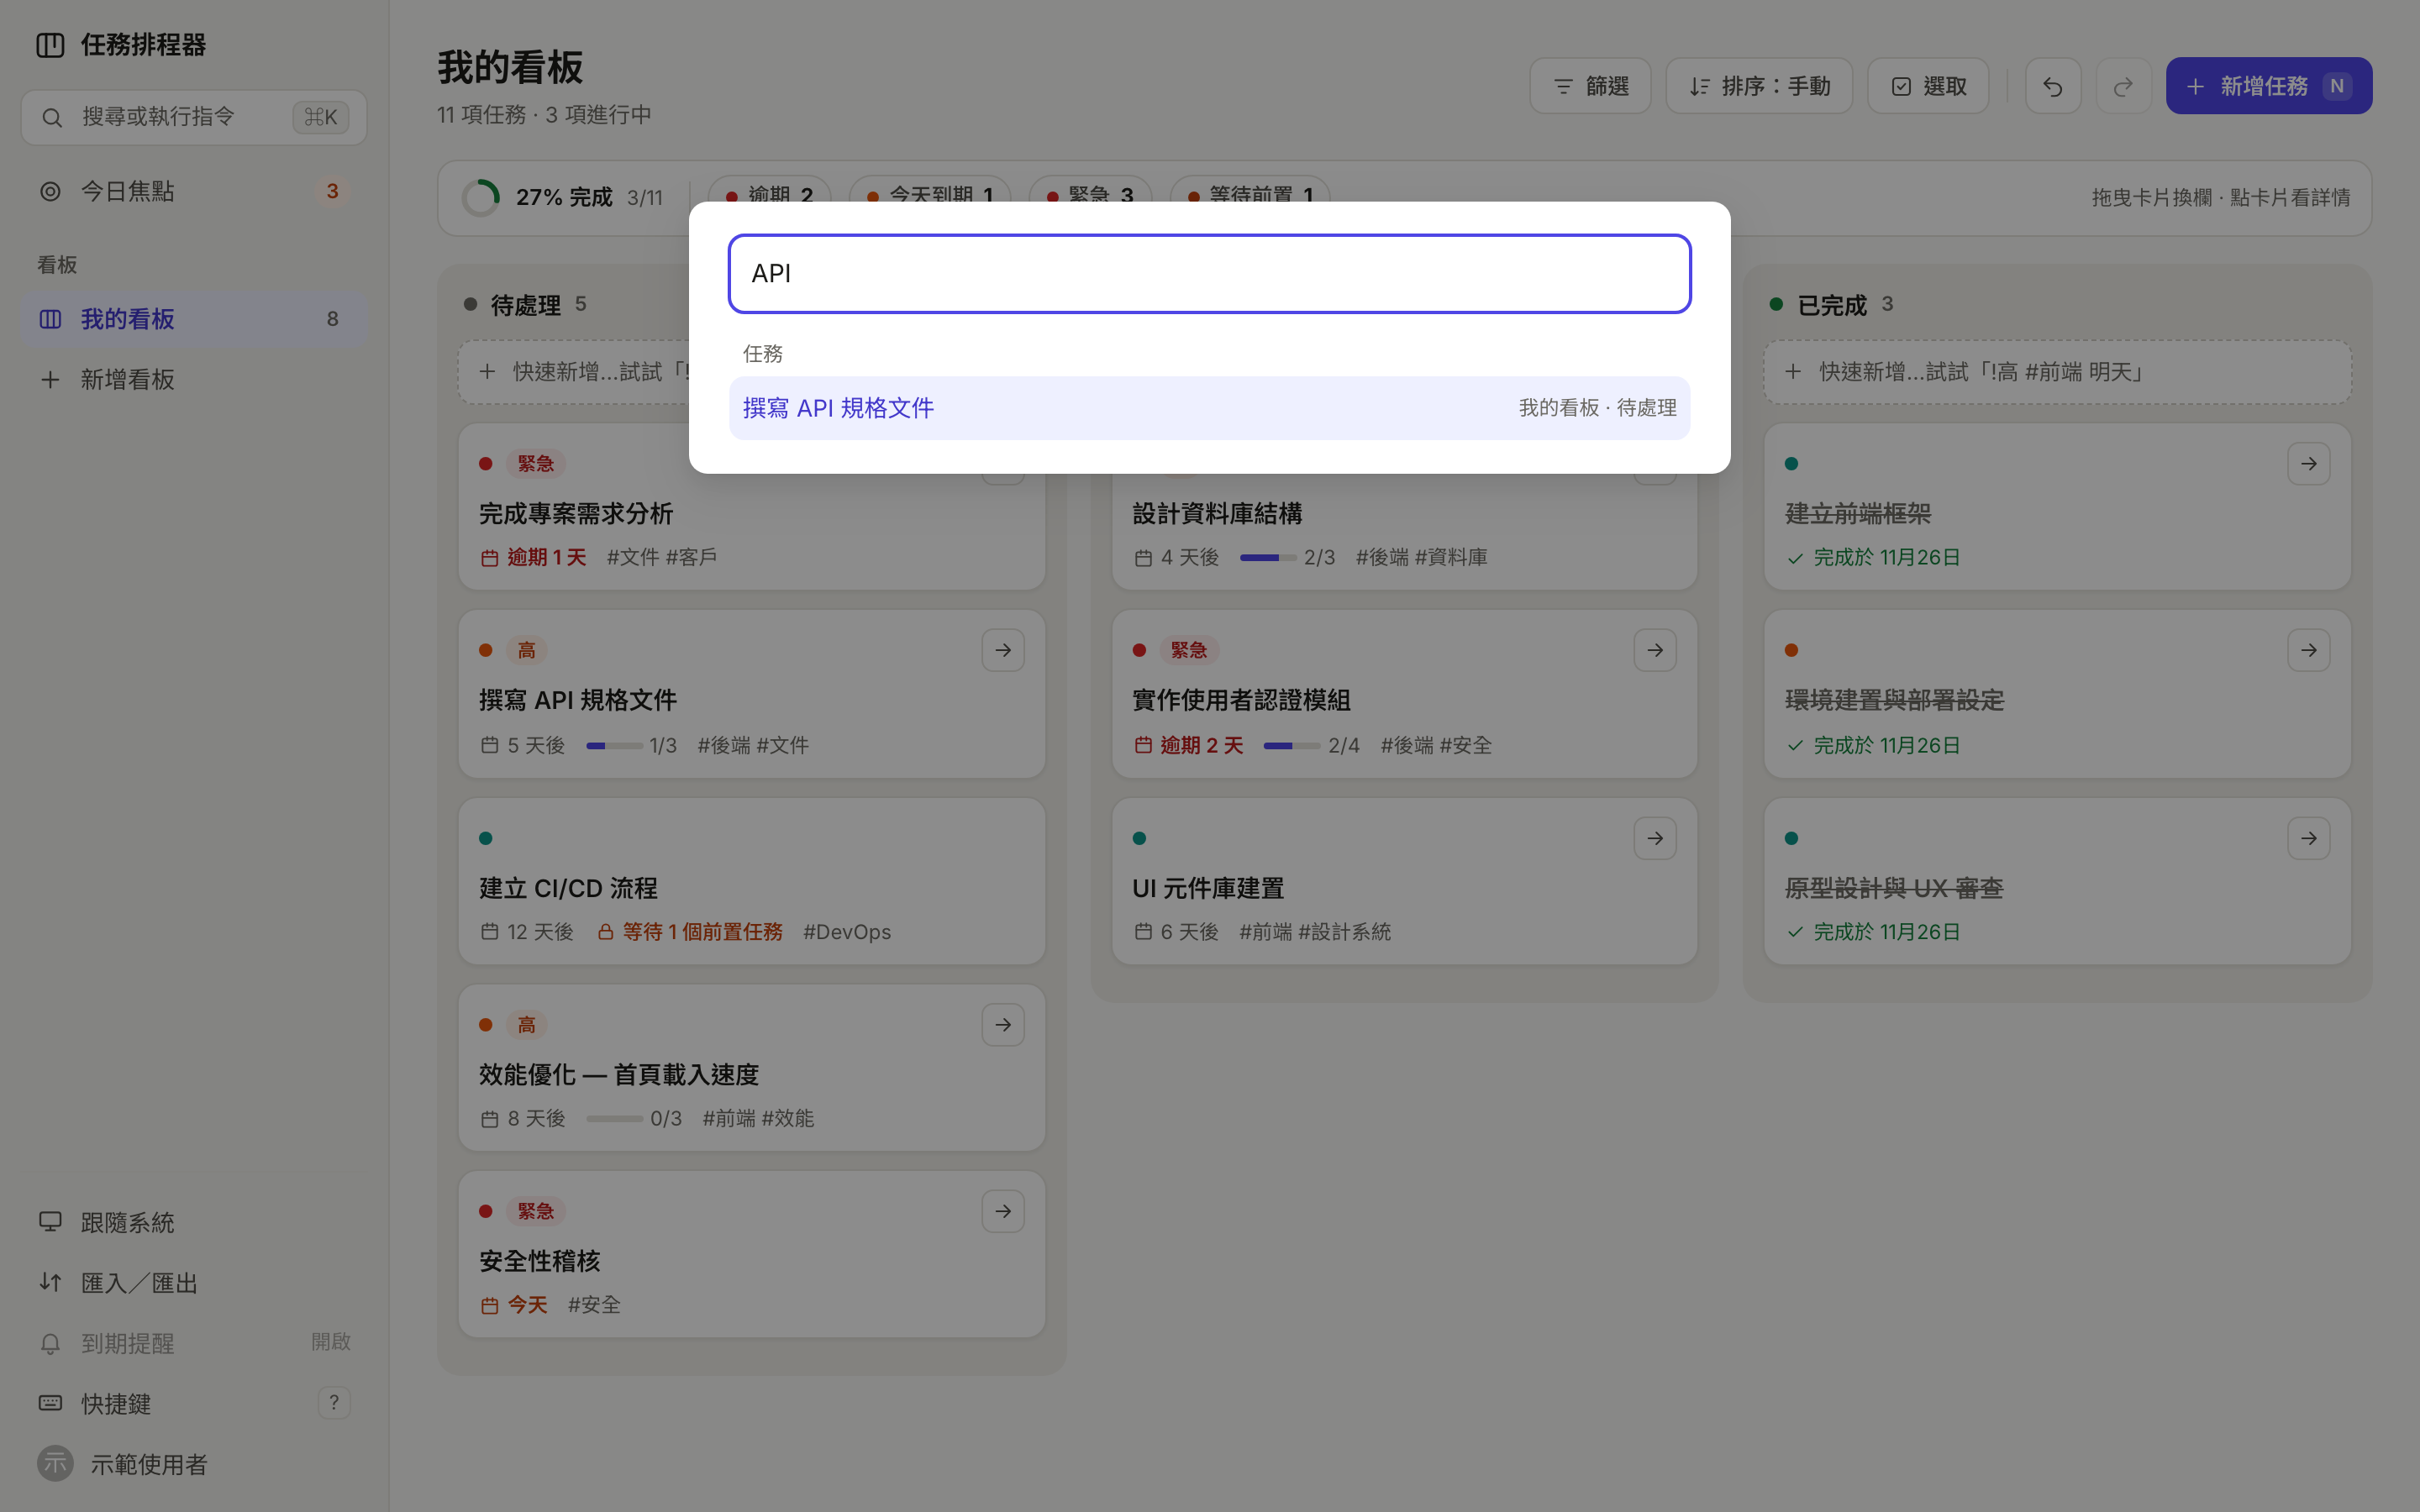 任務排程器
搜尋或執行指令 ⌘K
今日焦點 3
看板
我的看板 8
新增看板
跟隨系統
匯入／匯出
到期提醒 開啟
快捷鍵 ?
示 示範使用者
我的看板
11 項任務 · 3 項進行中
篩選
排序：手動
選取
新增任務 N
27% 完成 3/11
逾期 2
今天到期 1
緊急 3
等待前置 1
拖曳卡片換欄 · 點卡片看詳情
API
任務
撰寫 API 規格文件 我的看板 · 待處理
待處理 5
快速新增...試試「!
緊急
完成專案需求分析
逾期 1 天 #文件 #客戶
高
撰寫 API 規格文件
5 天後 1/3 #後端 #文件
建立 CI/CD 流程
12 天後 等待 1 個前置任務 #DevOps
高
效能優化 — 首頁載入速度
8 天後 0/3 #前端 #效能
緊急
安全性稽核
今天 #安全
設計資料庫結構
4 天後 2/3 #後端 #資料庫
緊急
實作使用者認證模組
逾期 2 天 2/4 #後端 #安全
UI 元件庫建置
6 天後 #前端 #設計系統
已完成 3
快速新增...試試「!高 #前端 明天」
建立前端框架
完成於 11月26日
環境建置與部署設定
完成於 11月26日
原型設計與 UX 審查
完成於 11月26日